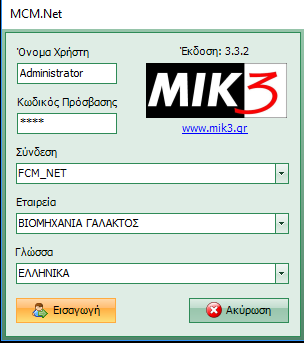 MCM.Net
Όνομα Χρήστη
Έκδοση: 3.3.2
Administrator
MIK3
Κωδικός Πρόσβασης
****
www.mik3.gr
Σύνδεση
FCM_NET
Εταιρεία
ΒΙΟΜΗΧΑΝΙΑ ΓΑΛΑΚΤΟΣ
Γλώσσα
ΕΛΛΗΝΙΚΑ
Εισαγωγή
Ακύρωση